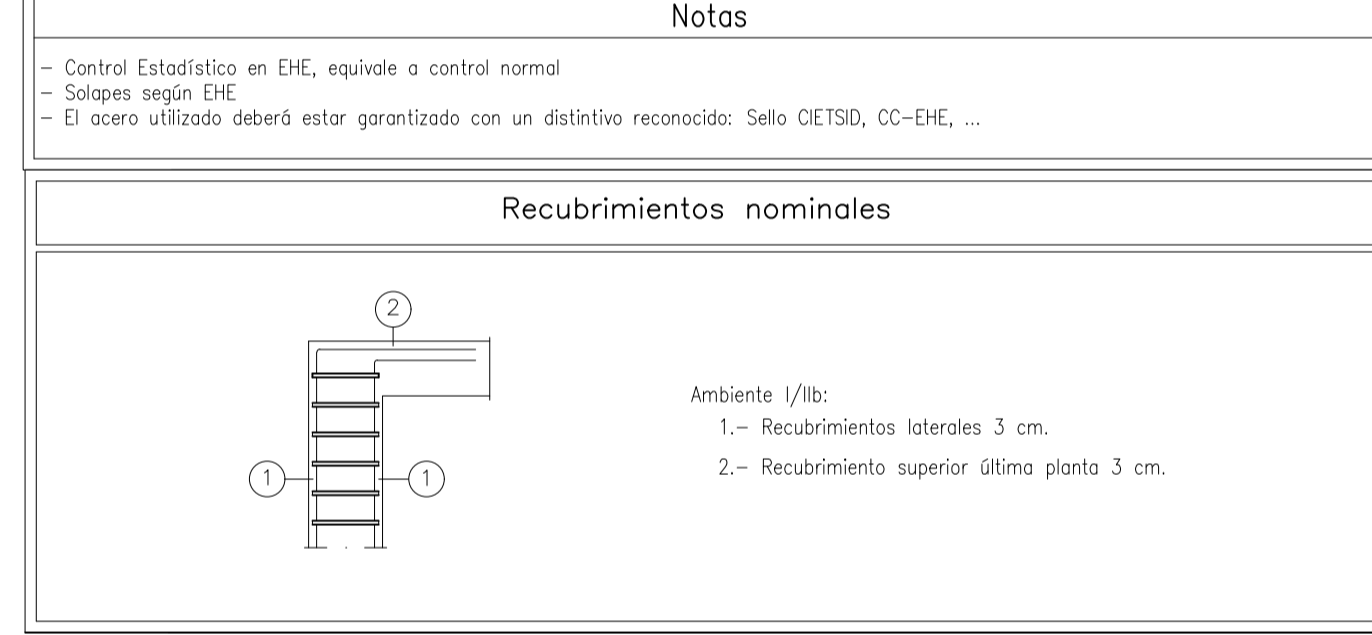 Notas
– Control Estadístico en EHE, equivale a control normal
– Solapes según EHE
– El acero utilizado deberá estar garantizado con un distintivo reconocido: Sello CIETSID, CC–EHE, ...
Recubrimientos nominales
2
Ambiente I/IIb:
1.– Recubrimientos laterales 3 cm.
2.– Recubrimiento superior última planta 3 cm.
1
1